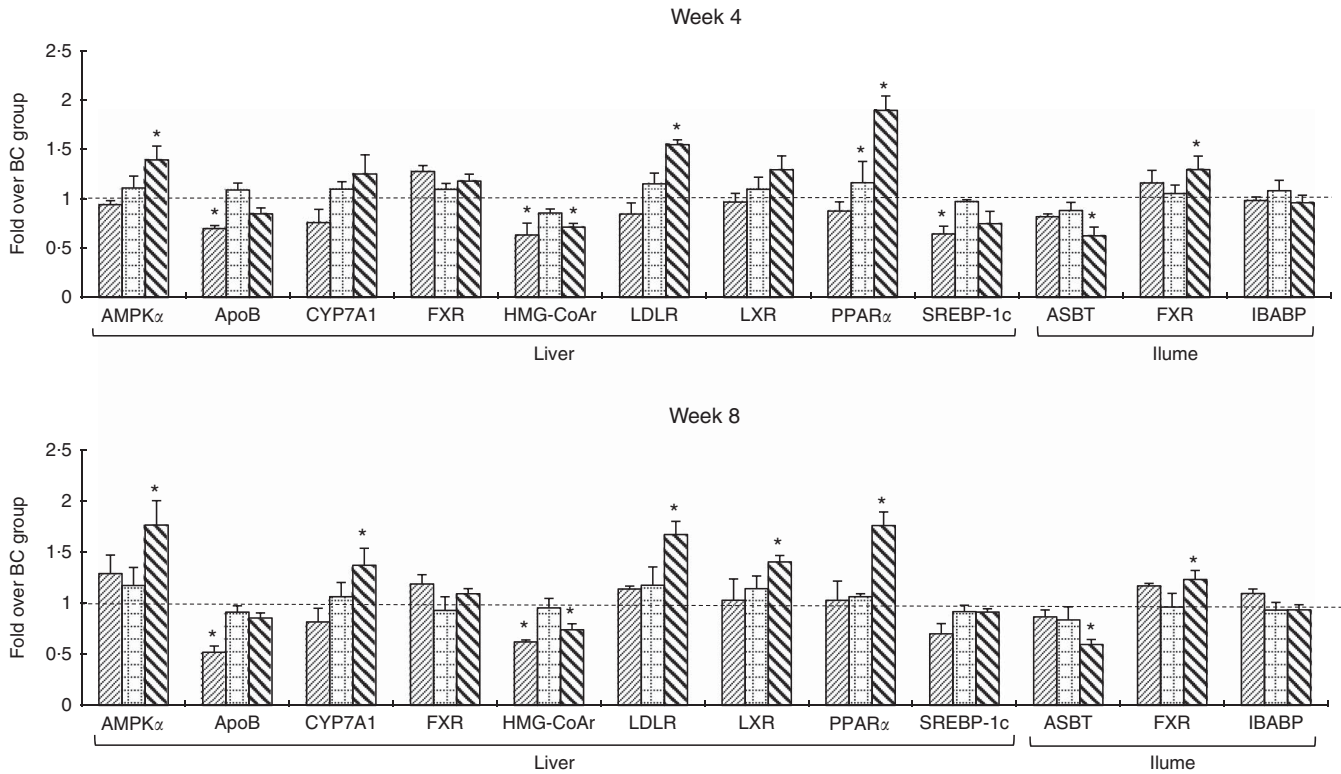 Week 4
Fold over BC group
2·5
2
1·5
1
0·5
0
* * * * * * * * * * *
AMPKα ApoB CYP7A1 FXR HMG-CoAr LDLR LXR PPARα SREBP-1c ASBT FXR IBABP
Liver Ilume
Week 8
Fold over BC group
2·5
2
1·5
1
0·5
0
* * * * * * * * * *
AMPKα ApoB CYP7A1 FXR HMG-CoAr LDLR LXR PPARα SREBP-1c ASBT FXR IBABP
Liver Ilume